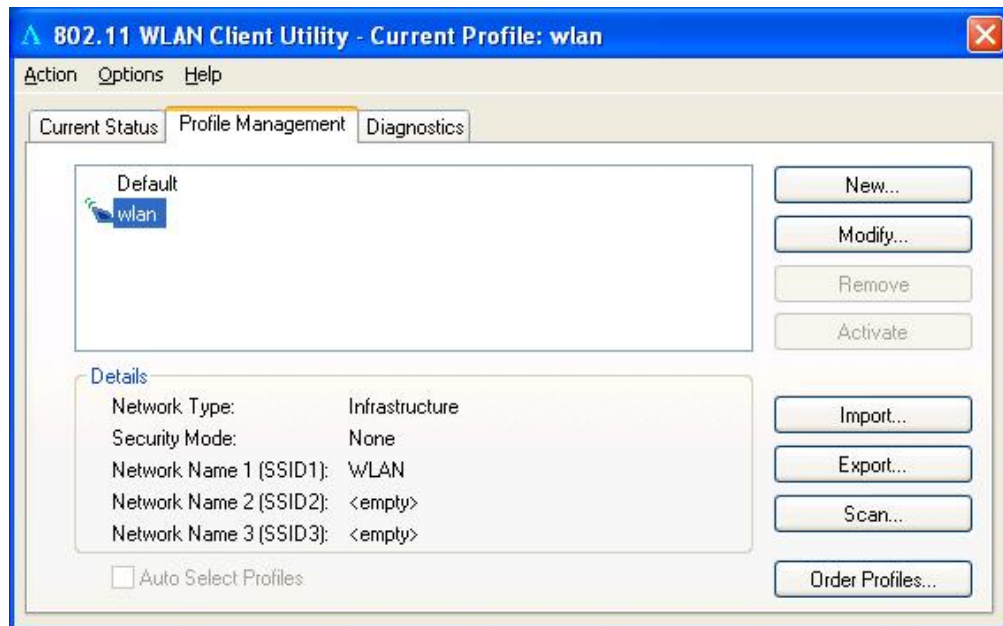 802.11 WLAN Client Utility - Current Profile: wlan
Action Options Help
Current Status Profile Management Diagnostics
Default
wlan
New...
Modify...
Remove
Activate
Details
Network Type: Infrastructure
Security Mode: None
Network Name 1 (SSID1): WLAN
Network Name 2 (SSID2): <empty>
Network Name 3 (SSID3): <empty>
Import...
Export...
Scan...
Auto Select Profiles
Order Profiles...